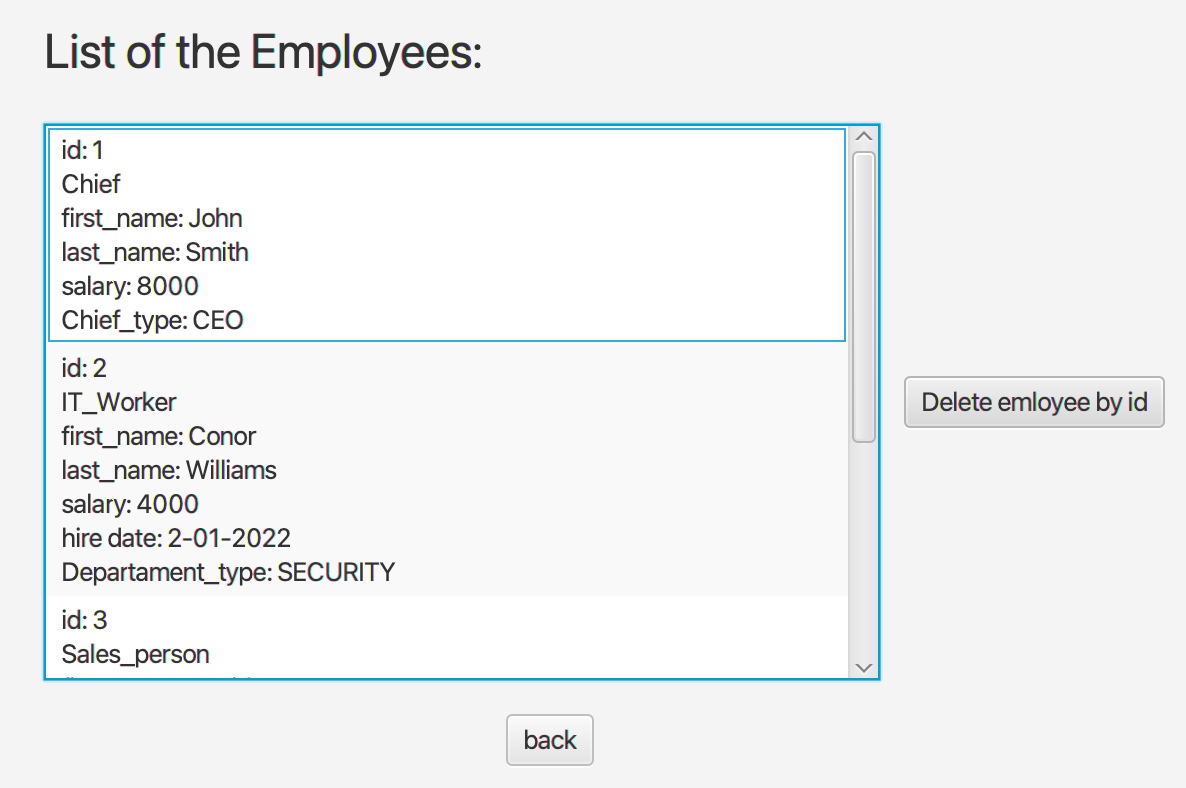 List of the Employees:
id: 1
Chief
first_name: John
last_name: Smith
salary: 8000
Chief_type: CEO
id: 2
IT_Worker
first_name: Conor
last_name: Williams
salary: 4000
hire date: 2-01-2022
Departament_type: SECURITY
id: 3
Sales_person
Delete emloyee by id
back